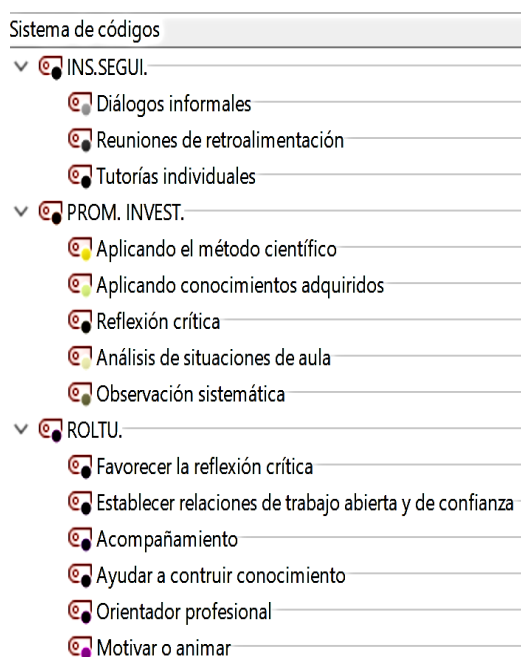 Sistema de códigos
INS.SEGUI.
Diálogos informales
Reuniones de retroalimentación
Tutorías individuales
PROM. INVEST.
Aplicando el método científico
Aplicando conocimientos adquiridos
Reflexión crítica
Análisis de situaciones de aula
Observación sistemática
ROLTU.
Favorecer la reflexión crítica
Establecer relaciones de trabajo abierta y de confianza
Acompañamiento
Ayudar a contruir conocimiento
Orientador profesional
Motivar o animar